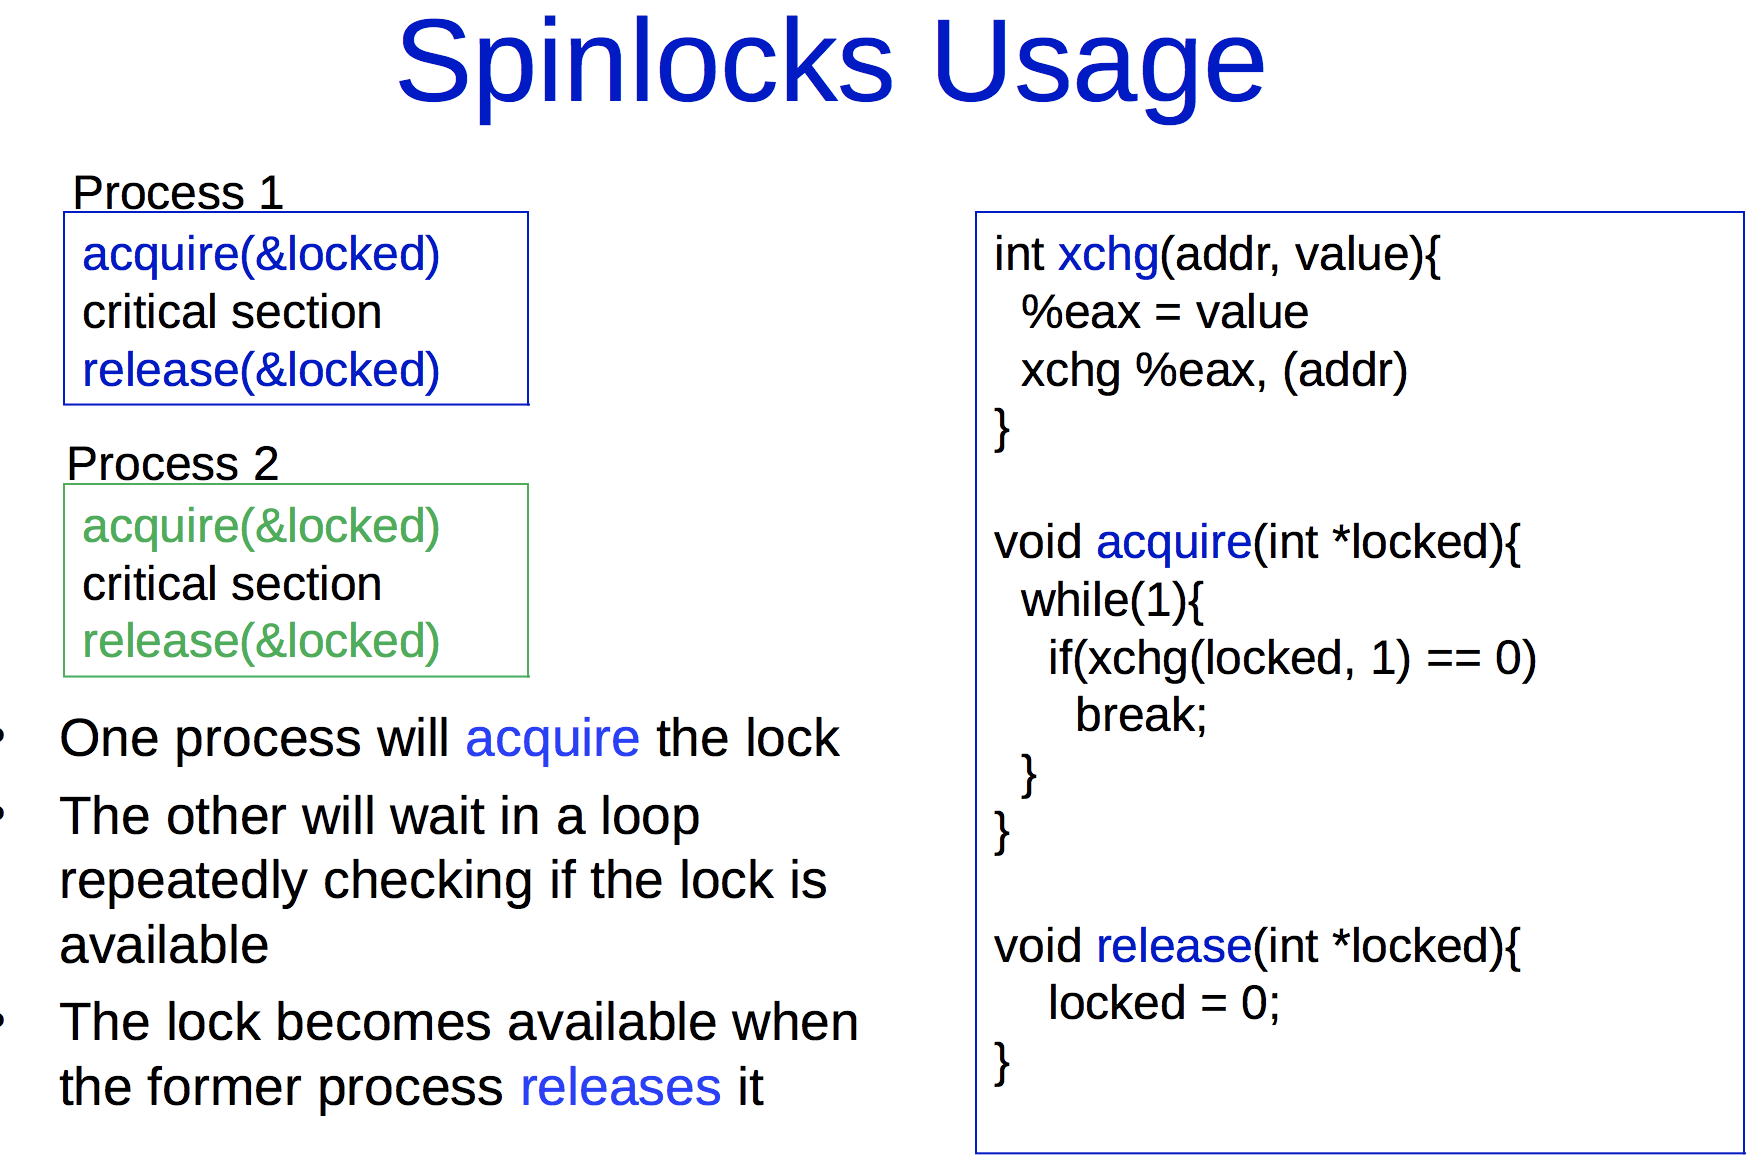 Spinlocks Usage
Process 1
acquire(&locked)
critical section
release(&locked)
Process 2
acquire(&locked)
critical section
release(&locked)
• One process will acquire the lock
• The other will wait in a loop
repeatedly checking if the lock is
available
• The lock becomes available when
the former process releases it
int xchg(addr, value){
%eax = value
xchg %eax, (addr)
}
void acquire(int *locked){
while(1){
if(xchg(locked, 1) == 0)
break;
}
}
void release(int *locked){
locked = 0;
}